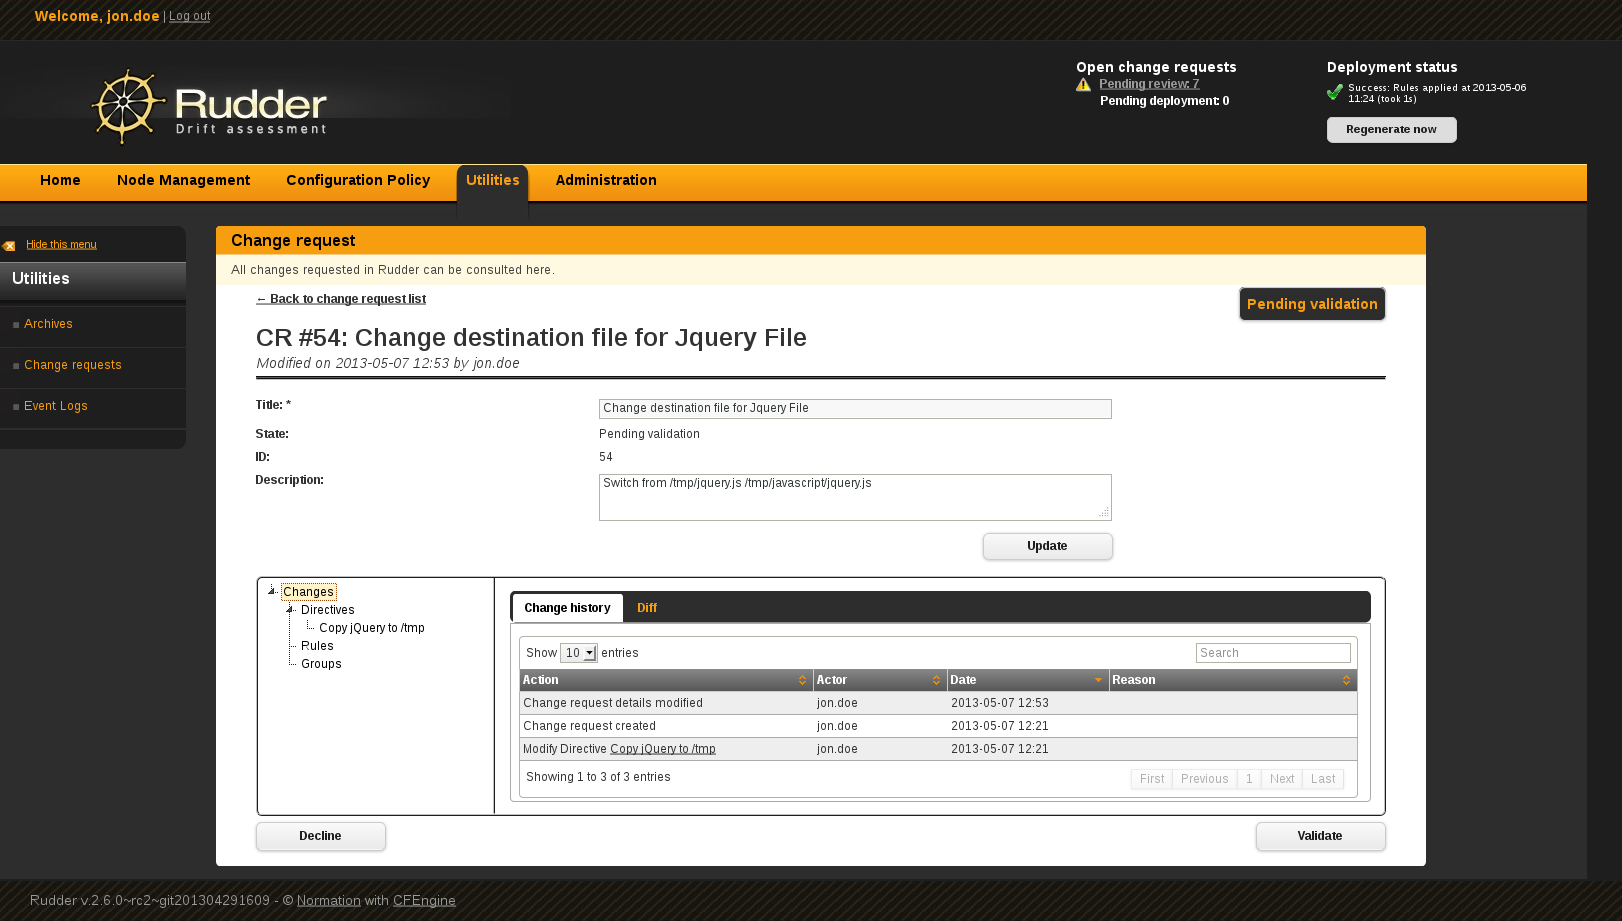 Welcome, jon.doe | Log out
Rudder
Drift assessment
Open change requests
Pending review: 7
Pending deployment: 0
Deployment status
Success: Rules applied at 2013-05-06
11:24 (took 1s)
Regenerate now
Home Node Management Configuration Policy Utilities Administration
Hide this menu
Utilities
Archives
Change requests
Event Logs
Change request
All changes requested in Rudder can be consulted here.
← Back to change request list
Pending validation
CR #54: Change destination file for Jquery File
Modified on 2013-05-07 12:53 by jon.doe
Title: * Change destination file for Jquery File
State: Pending validation
ID: 54
Description: Switch from /tmp/jquery.js /tmp/javascript/jquery.js
Update
Changes
Directives
Copy jQuery to /tmp
Rules
Groups
Change history Diff
Show 10 entries Search
Action Actor Date Reason
Change request details modified jon.doe 2013-05-07 12:53
Change request created jon.doe 2013-05-07 12:21
Modify Directive Copy jQuery to /tmp jon.doe 2013-05-07 12:21
Showing 1 to 3 of 3 entries First Previous 1 Next Last
Decline Validate
Rudder v.2.6.0~rc2~git201304291609 - © Normation with CFEngine